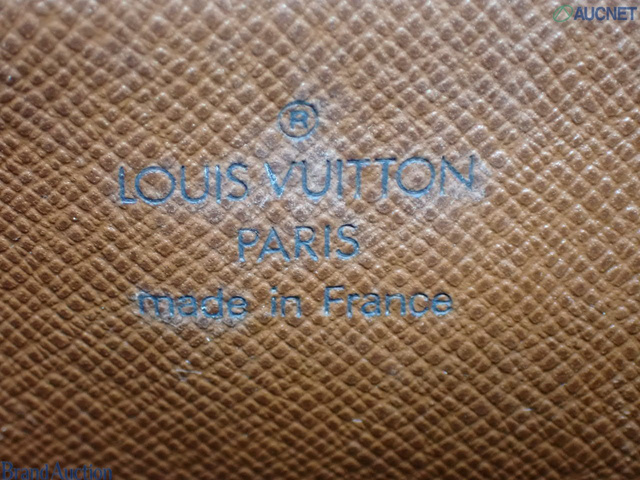 AUCNET
®
LOUIS VUITTON
PARIS
made in France
Brand Auction